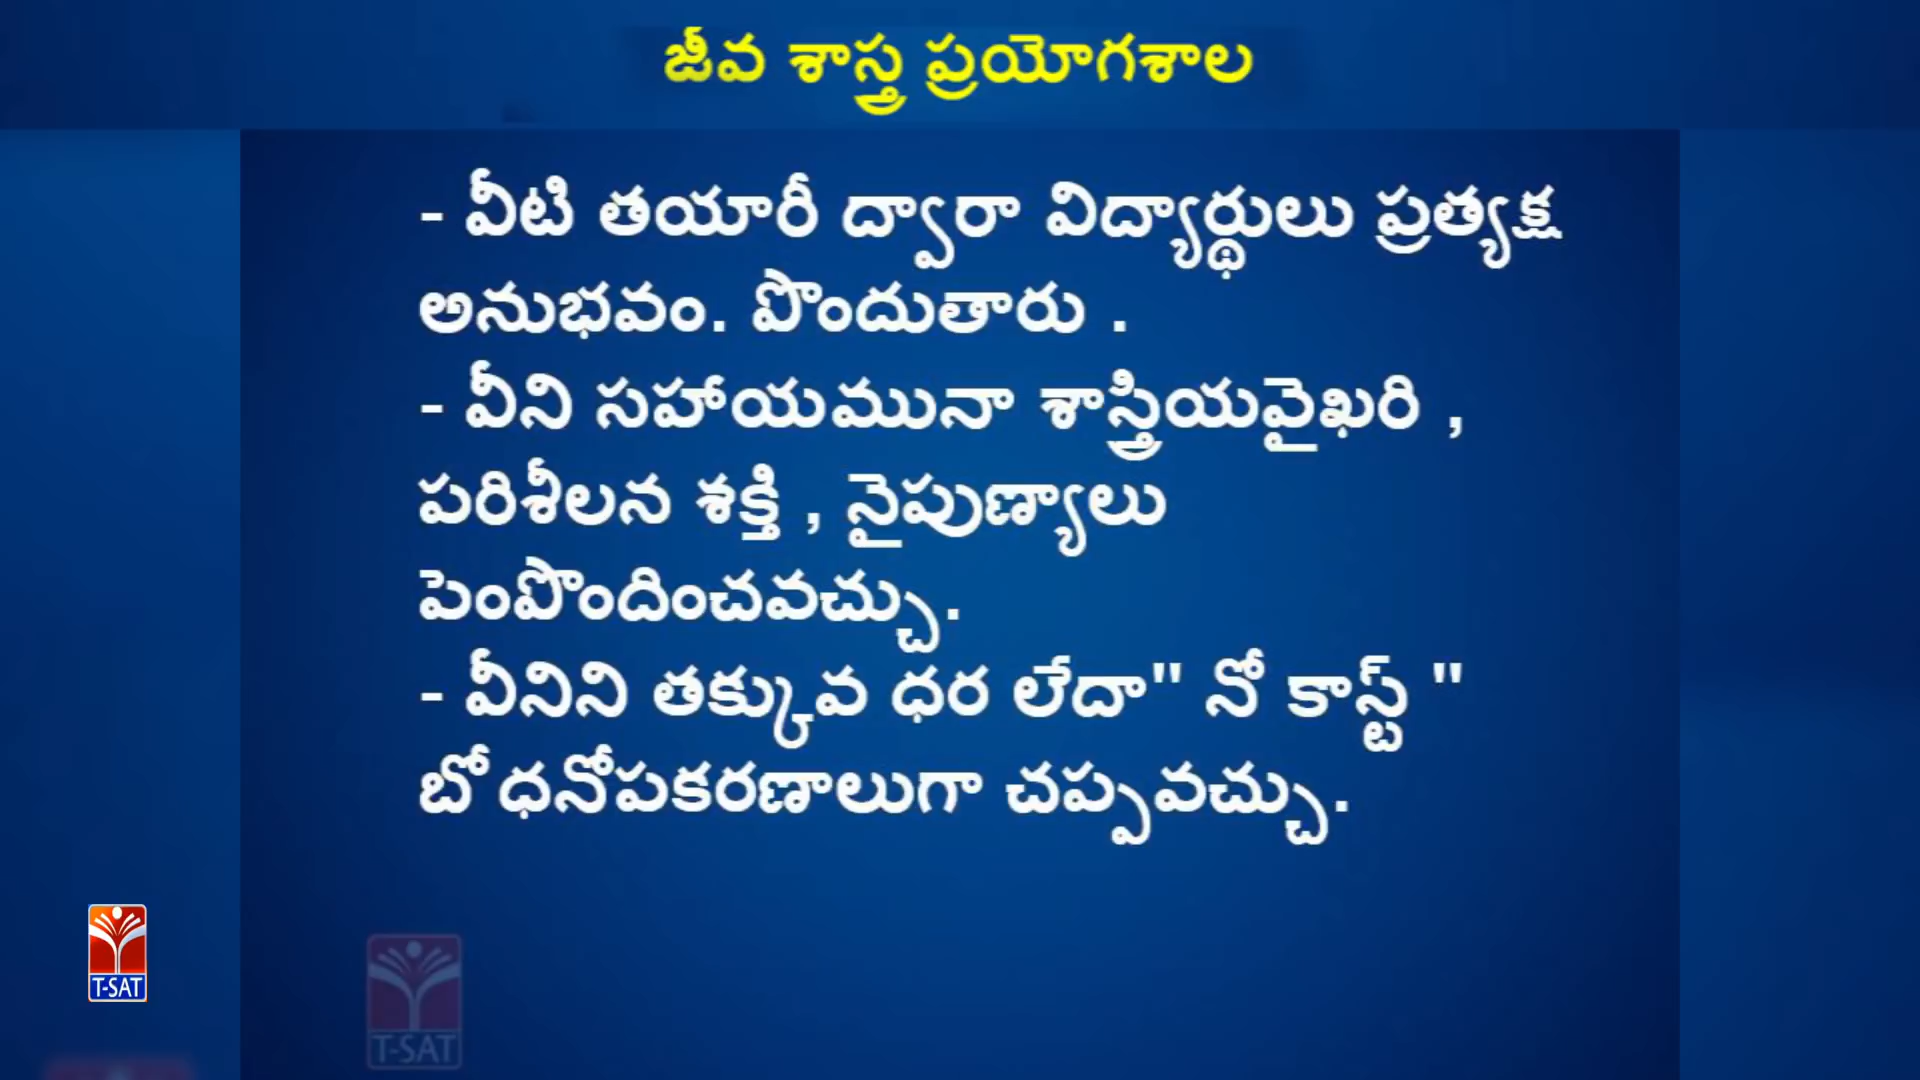 జీవ శాస్త్ర ప్రయోగశాల
- వీటి తయారీ ద్వారా విద్యార్థులు ప్రత్యక్ష
అనుభవం. పొందుతారు .
- వీని సహాయమునా శాస్త్రియవైఖరి ,
పరిశీలన శక్తి , నైపుణ్యాలు
పెంపొందించవచ్చు.
- వీనిని తక్కువ ధర లేదా" నో కాస్ట్ "
బో ధనోపకరణాలుగా చప్పవచ్చు.
T-SAT
T-SAT